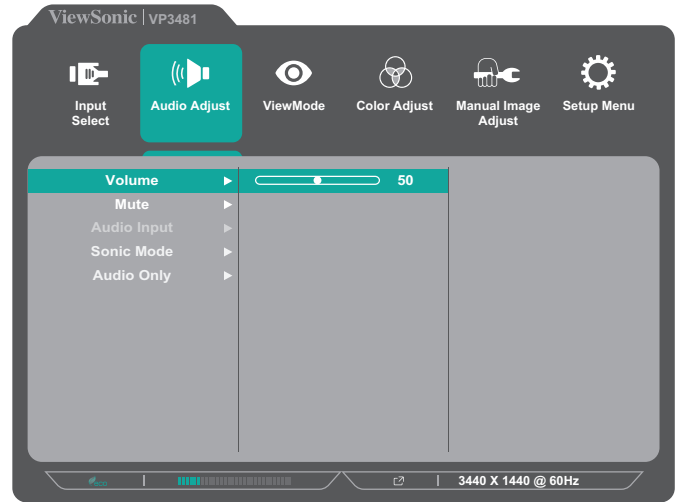 ViewSonic | VP3481
Input
Select
Audio Adjust
ViewMode
Color Adjust
Manual Image
Adjust
Setup Menu
Volume
50
Mute
Audio Input
Sonic Mode
Audio Only
eco
3440 X 1440 @ 60Hz